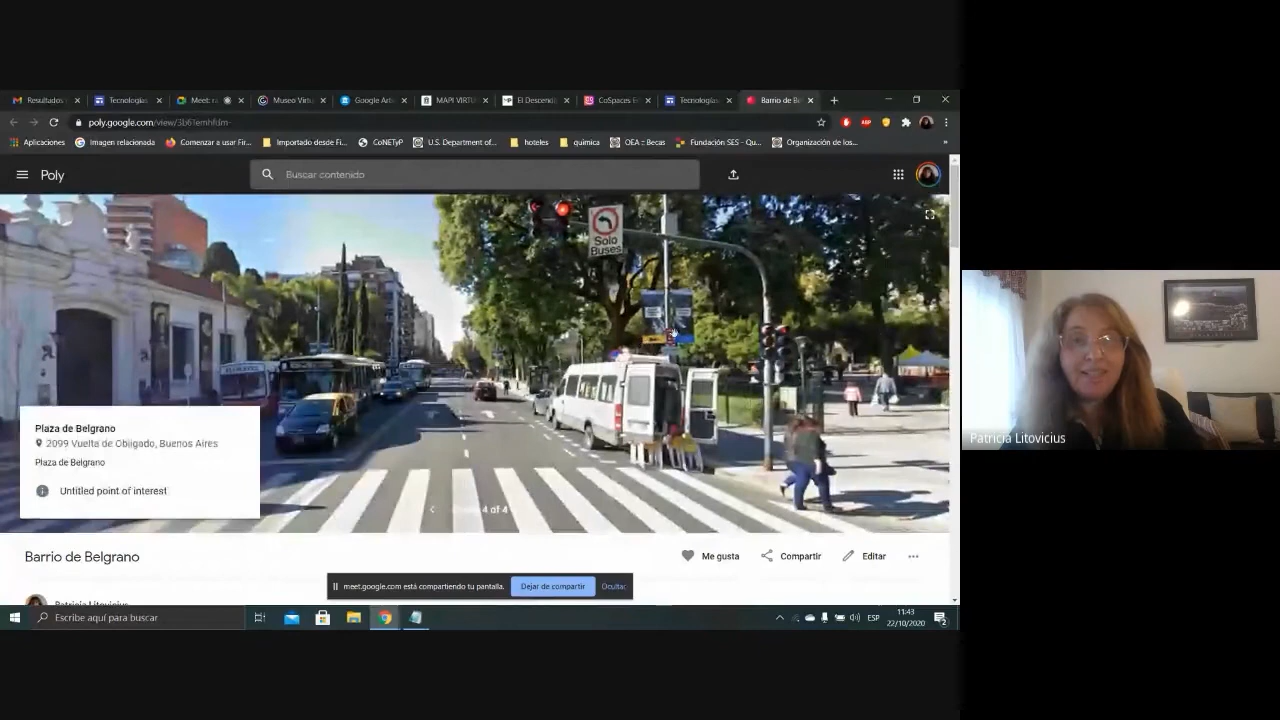 Resultados
Tecnologías
Meet: ra
Museo Virtu
Google Arts
MAPI VIRTU
El Descendi
CoSpaces E
Tecnologías
Barrio de Be
poly.google.com/view/
Aplicaciones
Imagen relacionada
Comenzar a usar Fir...
Importado desde Fi...
CoNETyP
U.S. Department of...
hoteles
química
OEA :: Becas
Fundación SES - Qu...
Organización de los...
Poly
Buscar contenido
Solo
Buses
Plaza de Belgrano
2099 Vuelta de Obligado, Buenos Aires
Plaza de Belgrano
Untitled point of interest
4 of 4
Patricia Litovicius
Barrio de Belgrano
Me gusta
Compartir
Editar
meet.google.com está compartiendo tu pantalla.
Dejar de compartir
Ocultar
Patricia Litovicius
Escribe aquí para buscar
ESP
11:43
22/10/2020
2